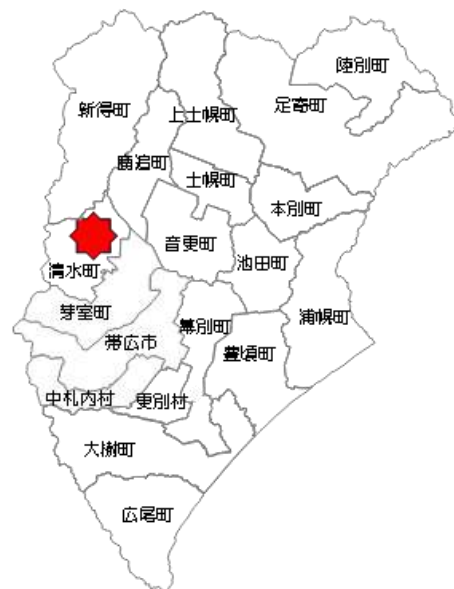 陸別町
新得町
上士幌町
足寄町
鹿追町
士幌町
本別町
音更町
池田町
清水町
芽室町
幕別町
浦幌町
帯広市
豊頃町
中札内村
更別村
大樹町
広尾町